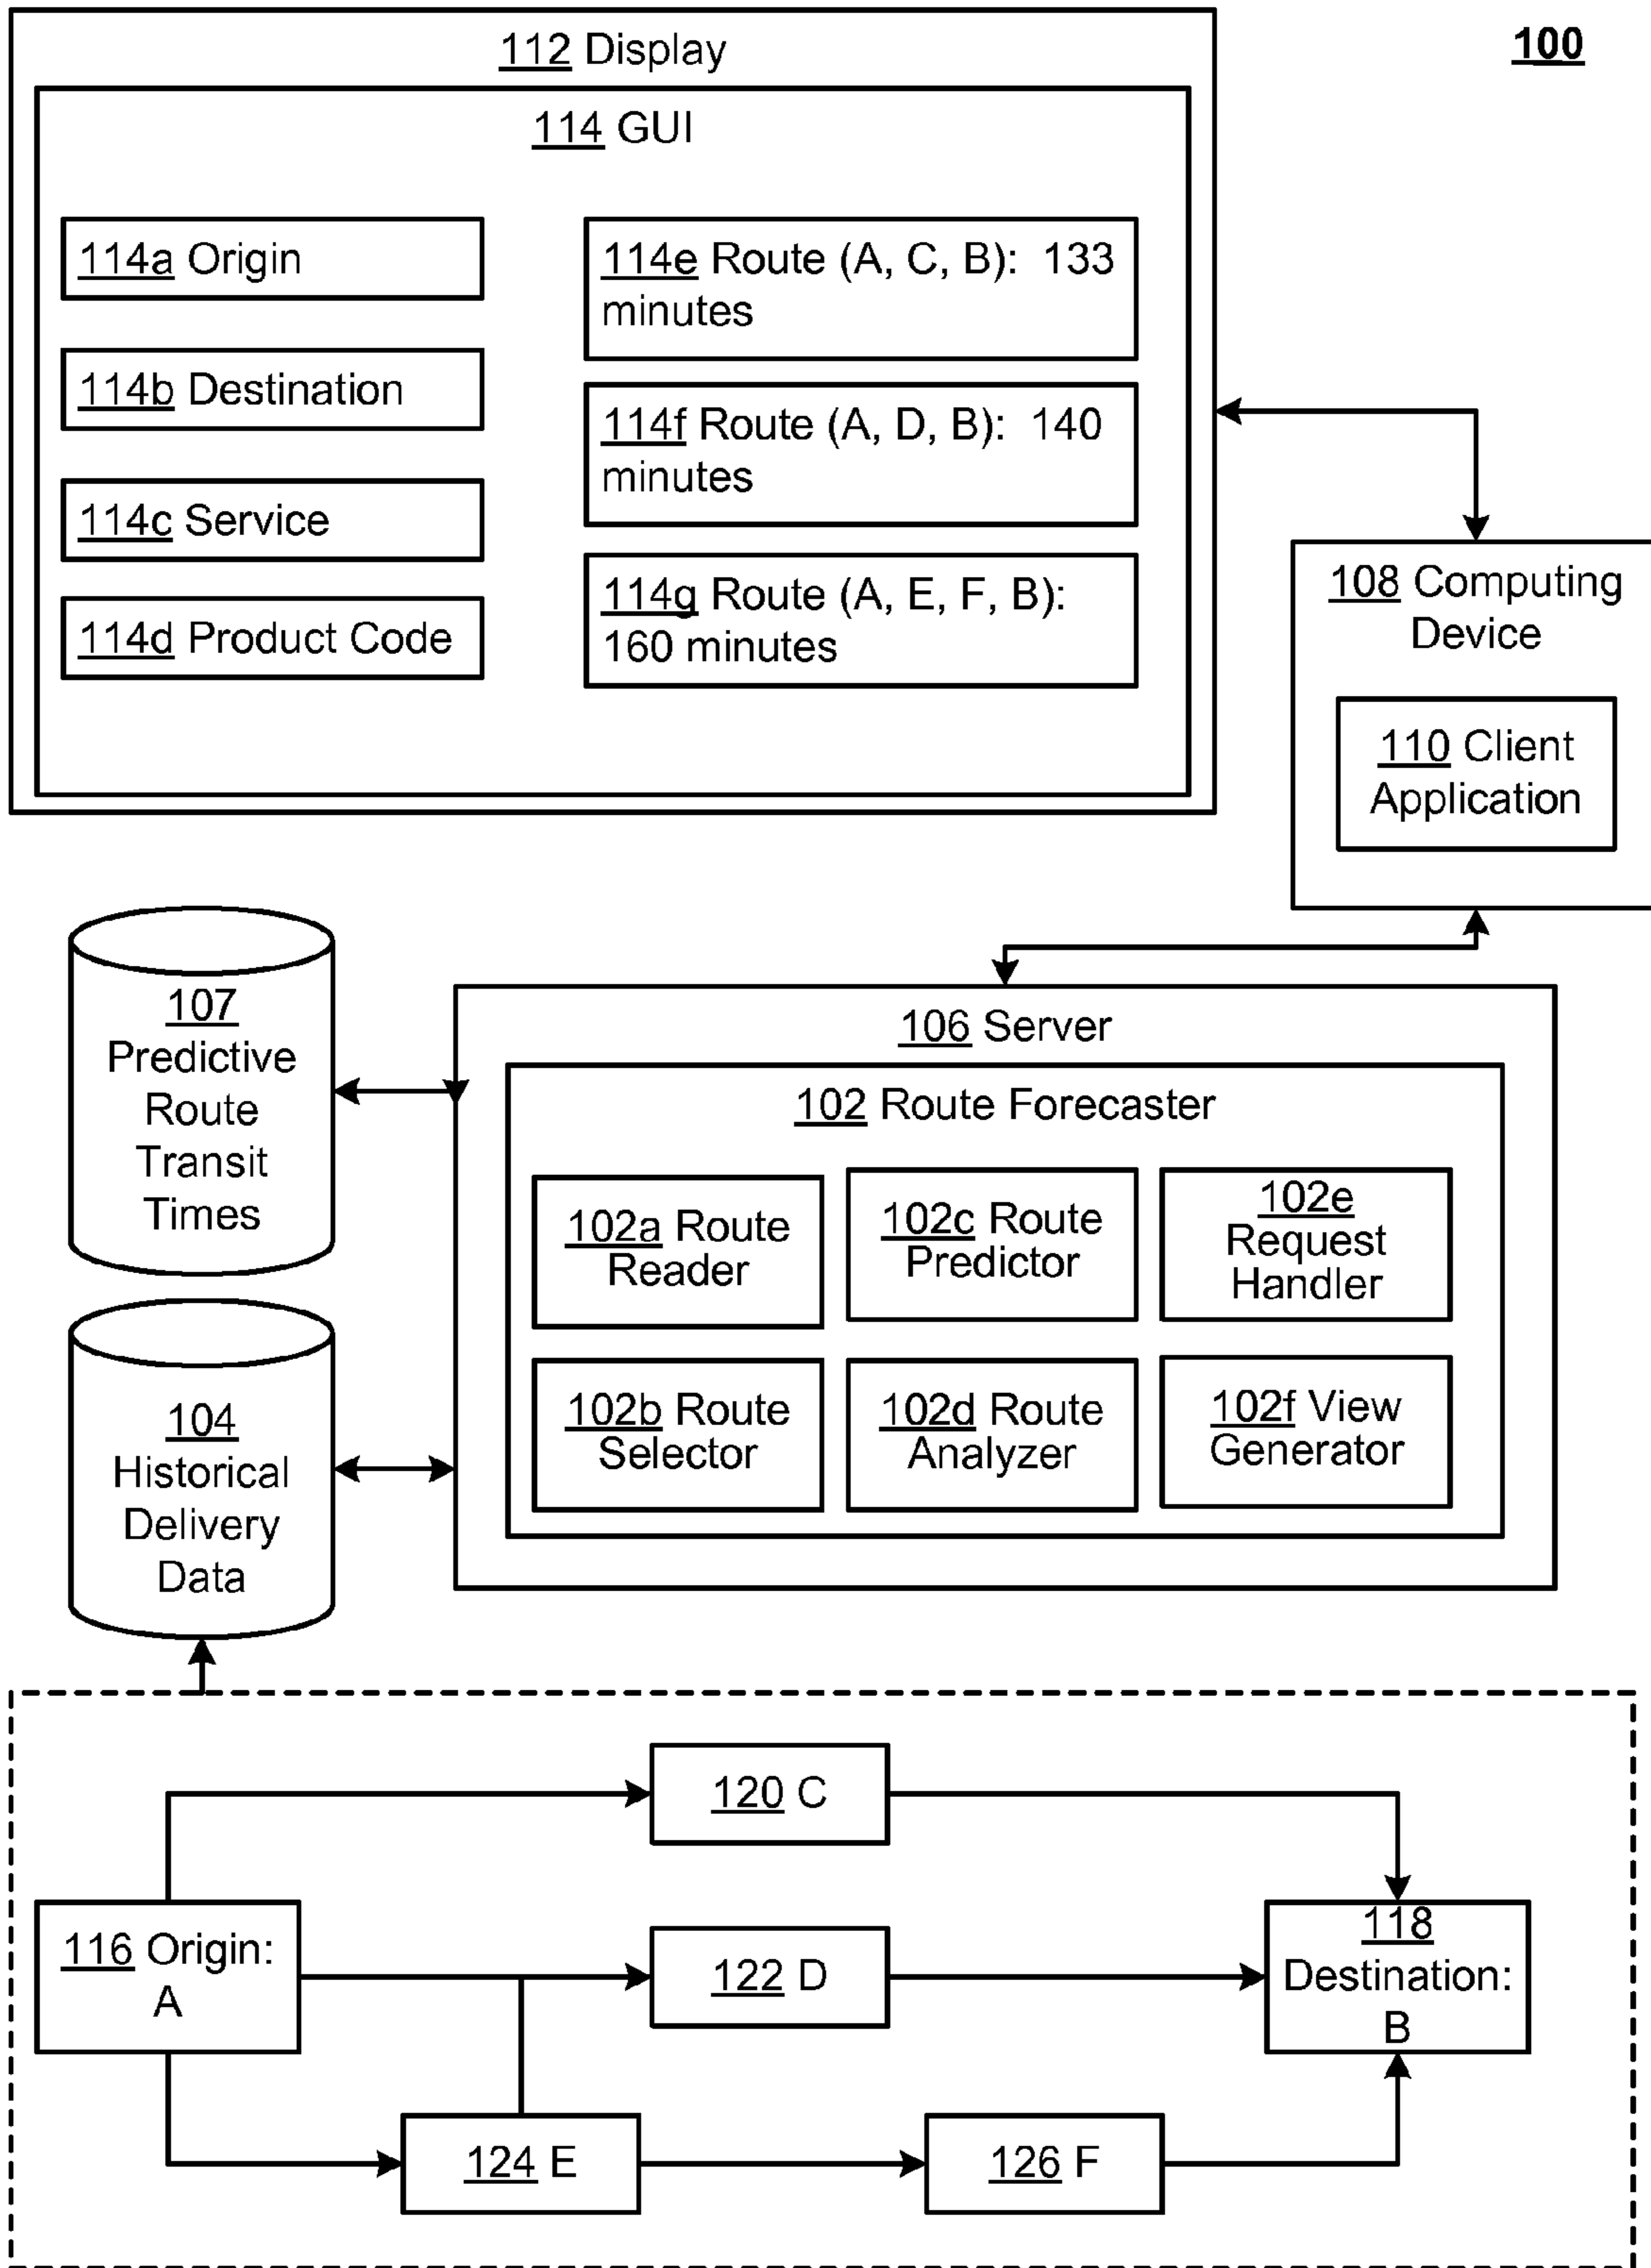 100
112 Display
114 GUI
114a Origin
114b Destination
114c Service
114d Product Code
114e Route (A, C, B): 133
minutes
114f Route (A, D, B): 140
minutes
114g Route (A, E, F, B):
160 minutes
108 Computing
Device
110 Client
Application
107
Predictive
Route
Transit
Times
104
Historical
Delivery
Data
106 Server
102 Route Forecaster
102a Route
Reader
102c Route
Predictor
102e
Request
Handler
102b Route
Selector
102d Route
Analyzer
102f View
Generator
120 C
116 Origin:
A
122 D
118
Destination:
B
124 E
126 F